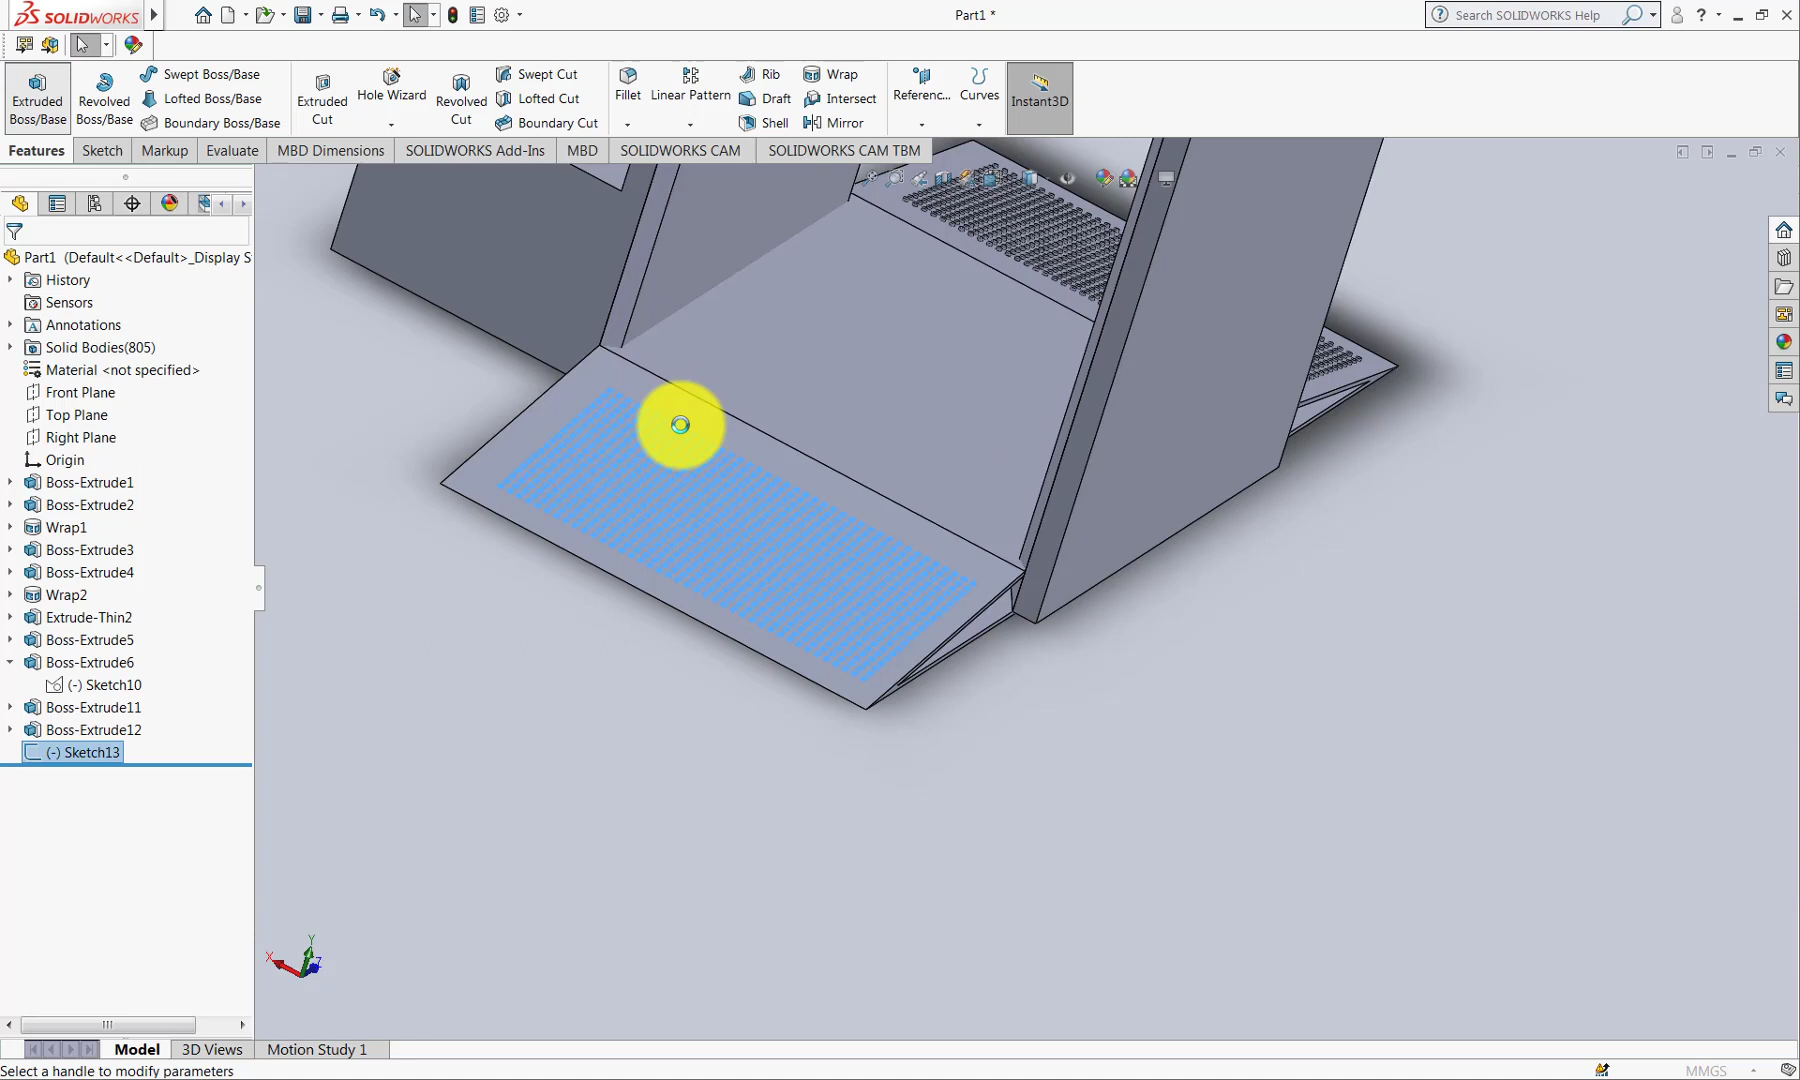 SOLIDWORKS
Part1 *
Search SOLIDWORKS Help
Extruded Boss/Base
Revolved Boss/Base
Swept Boss/Base
Lofted Boss/Base
Boundary Boss/Base
Extruded Cut
Hole Wizard
Revolved Cut
Swept Cut
Lofted Cut
Boundary Cut
Fillet
Linear Pattern
Rib
Draft
Shell
Wrap
Intersect
Mirror
Referenc...
Curves
Instant3D
Features
Sketch
Markup
Evaluate
MBD Dimensions
SOLIDWORKS Add-Ins
MBD
SOLIDWORKS CAM
SOLIDWORKS CAM TBM
Part1 (Default<<Default>_Display S
History
Sensors
Annotations
Solid Bodies(805)
Material <not specified>
Front Plane
Top Plane
Right Plane
Origin
Boss-Extrude1
Boss-Extrude2
Wrap1
Boss-Extrude3
Boss-Extrude4
Wrap2
Extrude-Thin2
Boss-Extrude5
Boss-Extrude6
(-) Sketch10
Boss-Extrude11
Boss-Extrude12
(-) Sketch13
Y
X
Z
Model
3D Views
Motion Study 1
Select a handle to modify parameters
MMGS